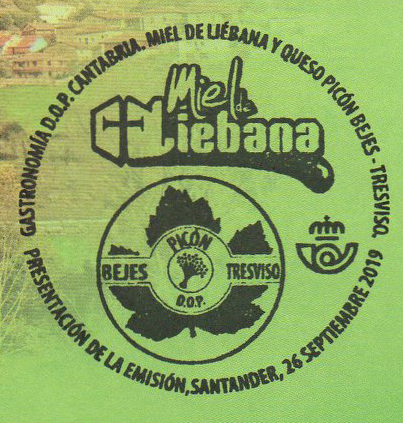 GASTRONOMÍA D.O.P. CANTABRIA. MIEL DE LIÉBANA Y QUESO PICÓN BEJES - TRESVISO.
Miel
de
Liébana
PICÓN
BEJES TRESVISO
D.O.P.
PRESENTACIÓN DE LA EMISIÓN, SANTANDER, 26 SEPTIEMBRE 2019